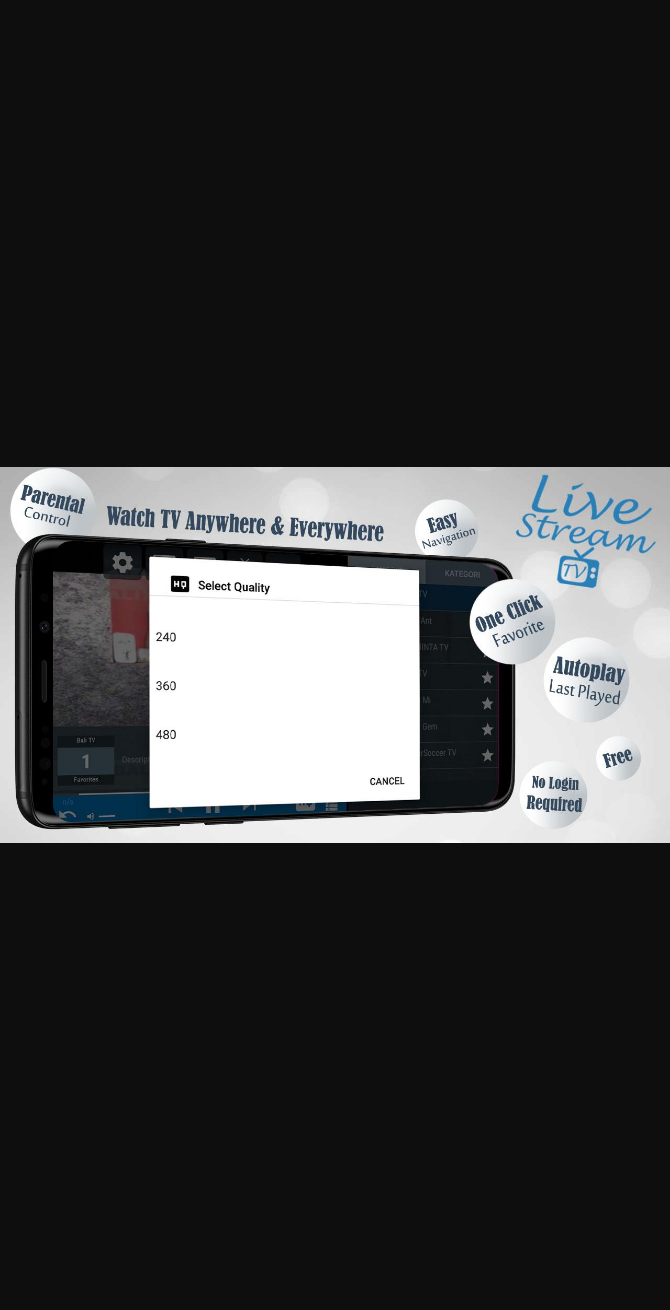 Parental
Control
Watch TV Anywhere & Everywhere
Easy
Navigation
Live
Stream
TV
KATEGORI
HQ Select Quality
240
360
480
CANCEL
TV
Ant
INTA TV
TV
Mi
Gem
Soccer TV
One Click
Favorite
Autoplay
Last Played
Free
No Login
Required
Bali TV
1
Favorites
Descrip
n/a